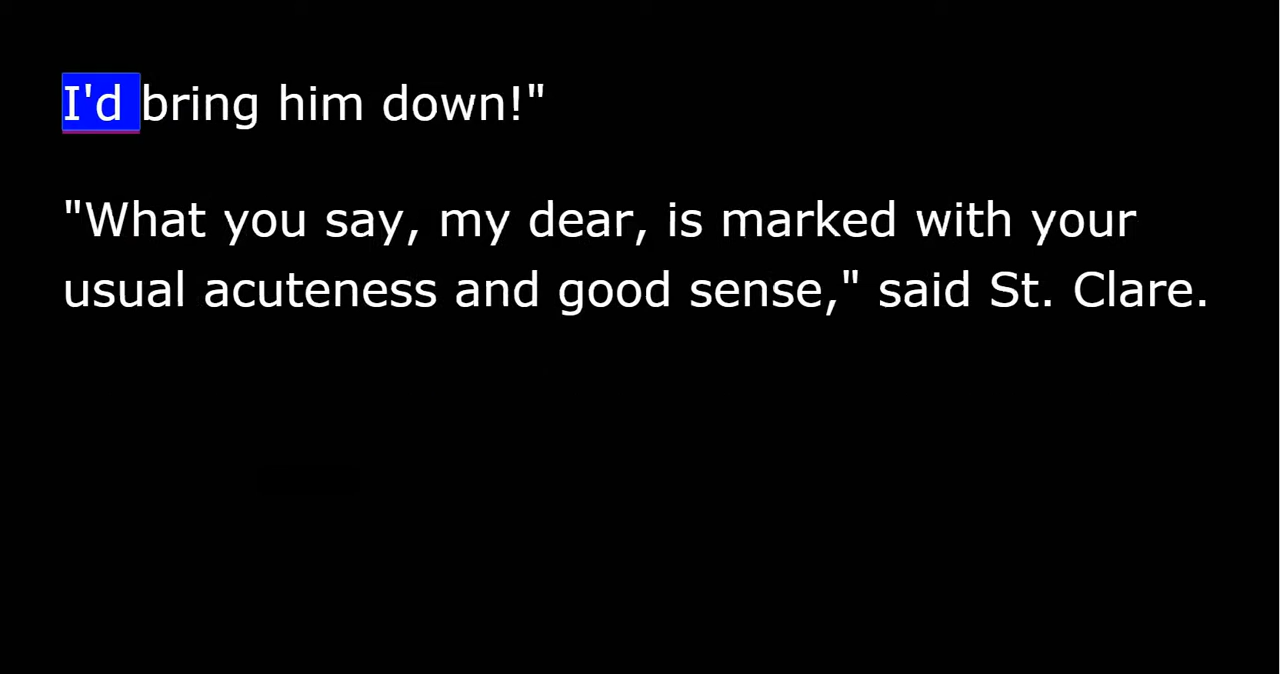 I'd bring him down!"
"What you say, my dear, is marked with your
usual acuteness and good sense," said St. Clare.